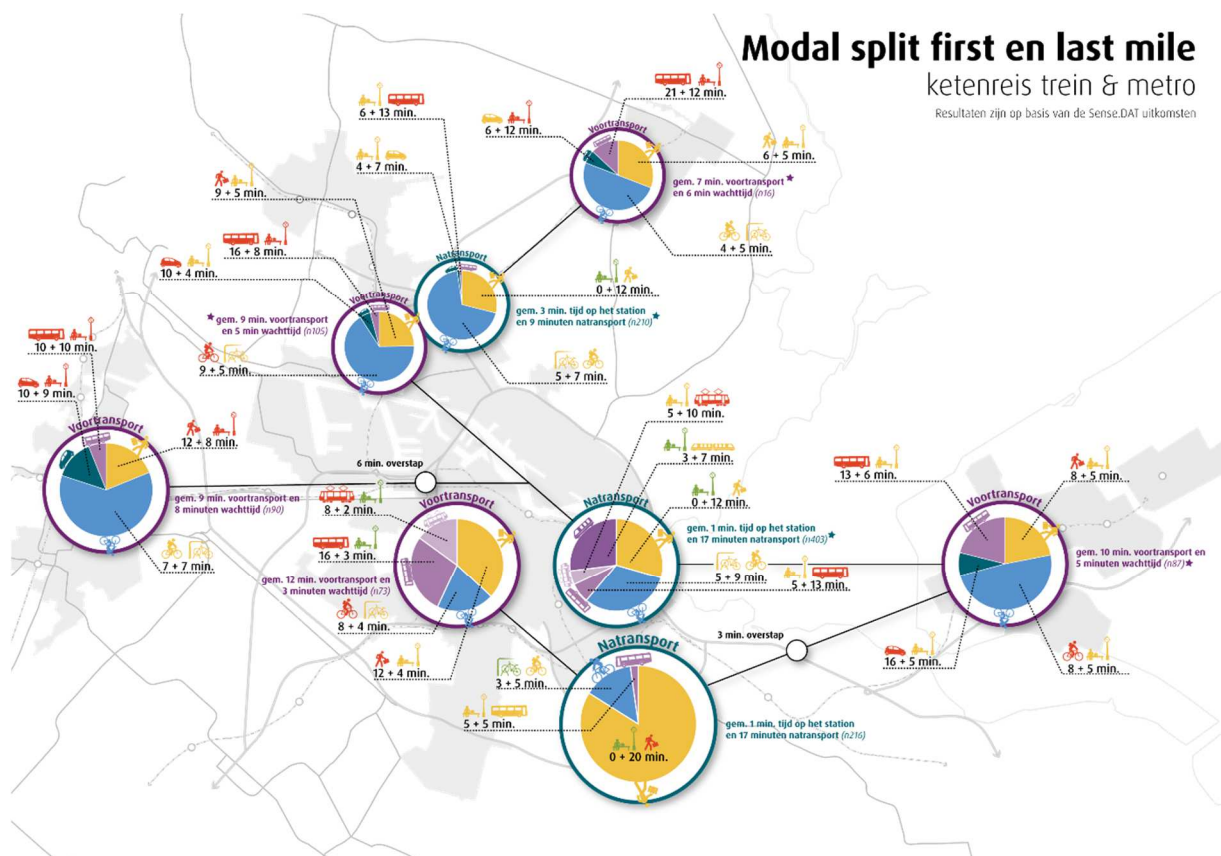 Modal split first en last mile
ketenreis trein & metro
Resultaten zijn op basis van de Sense.DAT uitkomsten
21 + 12 min.
6 + 13 min.
6 + 12 min.
Voortransport
6 + 5 min.
4 + 7 min.
gem. 7 min. voortransport
en 6 min wachttijd (n16)
9 + 5 min.
4 + 5 min.
16 + 8 min.
Natransport
10 + 4 min.
0 + 12 min.
Voortransport
gem. 9 min. voortransport
en 5 min wachttijd (n105)
gem. 3 min. tijd op het station
en 9 minuten natransport (n210)
10 + 10 min.
9 + 5 min.
5 + 7 min.
10 + 9 min.
5 + 10 min.
Voortransport
12 + 8 min.
3 + 7 min.
6 min. overstap
13 + 6 min.
8 + 5 min.
0 + 12 min.
gem. 9 min. voortransport en
8 minuten wachttijd (n90)
Voortransport
8 + 2 min.
Natransport
Voortransport
gem. 1 min. tijd op het station
en 17 minuten natransport (n403)
16 + 3 min.
7 + 7 min.
gem. 12 min. voortransport en
3 minuten wachttijd (n73)
5 + 9 min.
5 + 13 min.
gem. 10 min. voortransport en
5 minuten wachttijd (n87)
8 + 4 min.
3 min. overstap
Natransport
12 + 4 min.
3 + 5 min.
16 + 5 min.
8 + 5 min.
5 + 5 min.
gem. 1 min. tijd op het station
en 17 minuten natransport (n216)
0 + 20 min.